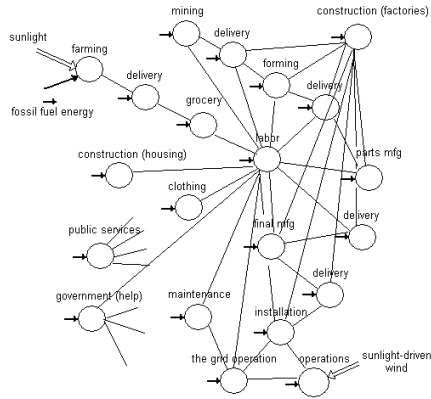 mining
construction (factories)
sunlight
delivery
farming
forming
delivery
delivery
fossil fuel energy
grocery
labor
construction (housing)
parts mfg
clothing
delivery
public services
final mfg
delivery
government (help)
maintenance
installation
the grid operation
operations
sunlight-driven
wind